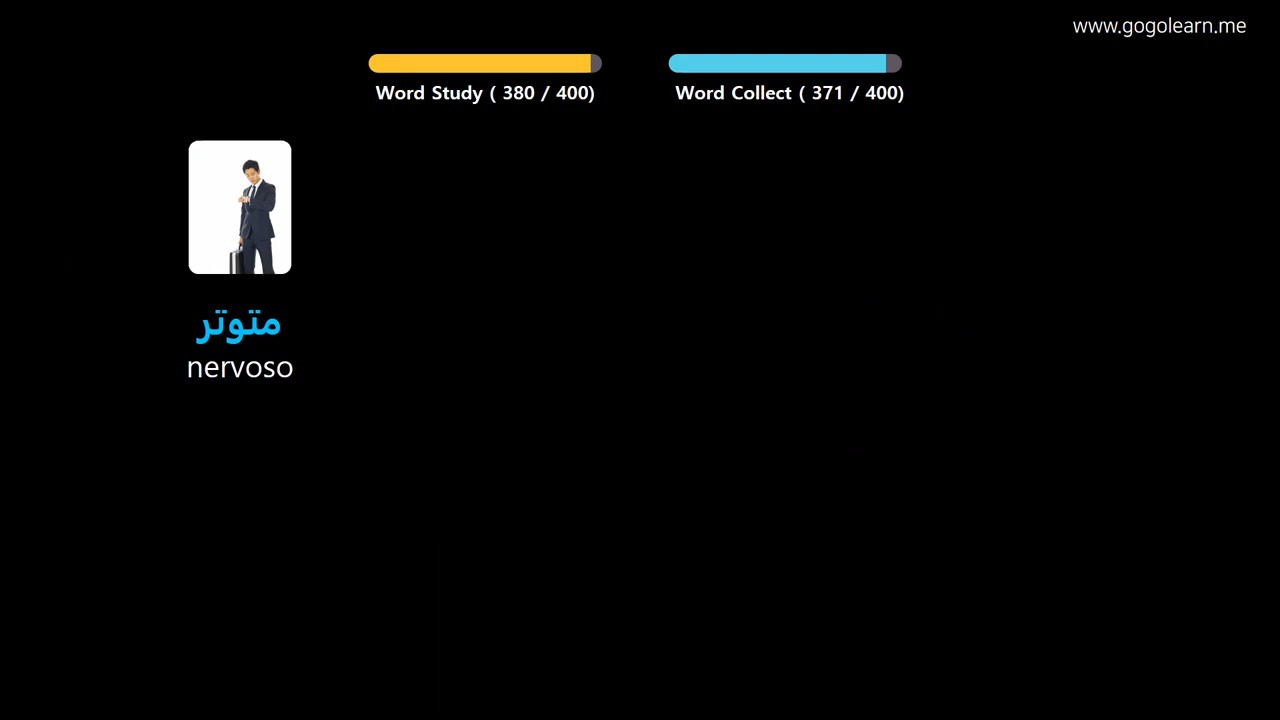 www.gogolearn.me
Word Study ( 380 / 400)
Word Collect ( 371 / 400)
متوتر
nervoso